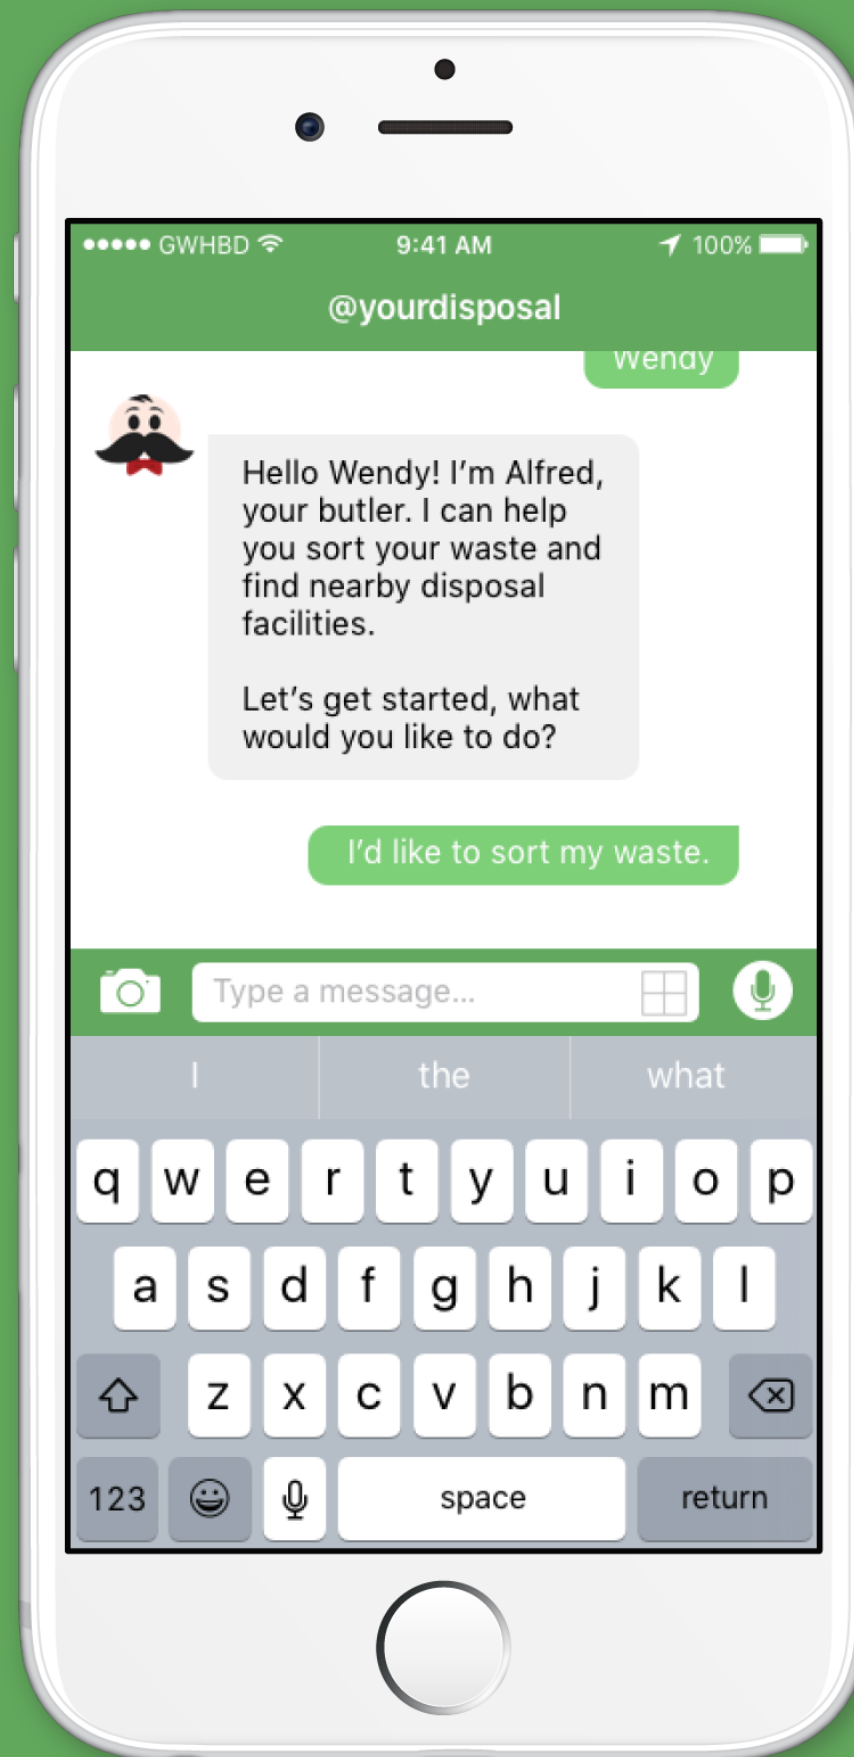 GWHBD 9:41 AM 100%
@yourdisposal
Wendy
Hello Wendy! I’m Alfred,
your butler. I can help
you sort your waste and
find nearby disposal
facilities.
Let’s get started, what
would you like to do?
I’d like to sort my waste.
Type a message...
I the what
q w e r t y u i o p
a s d f g h j k l
z x c v b n m
123 space return